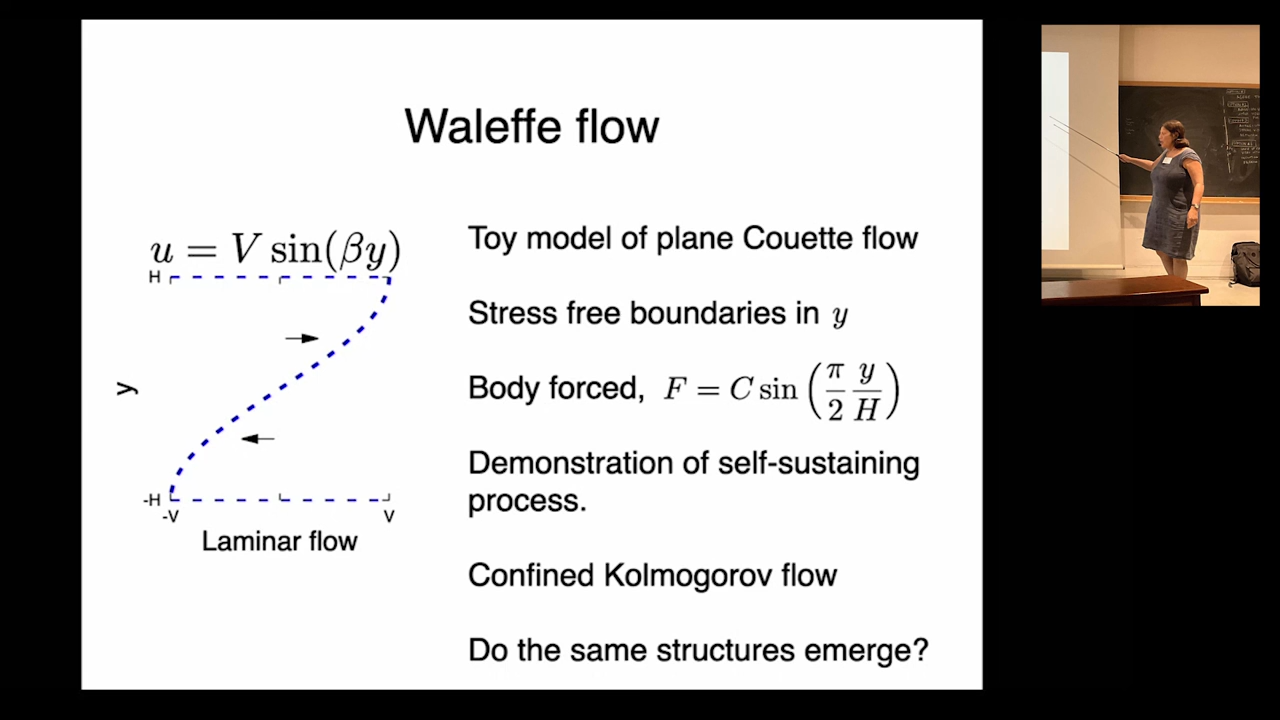 Waleffe flow
u = V sin(βy)
H
y
-H
-V
V
Laminar flow
Toy model of plane Couette flow
Stress free boundaries in y
Body forced, F = C sin (π/2 y/H)
Demonstration of self-sustaining
process.
Confined Kolmogorov flow
Do the same structures emerge?